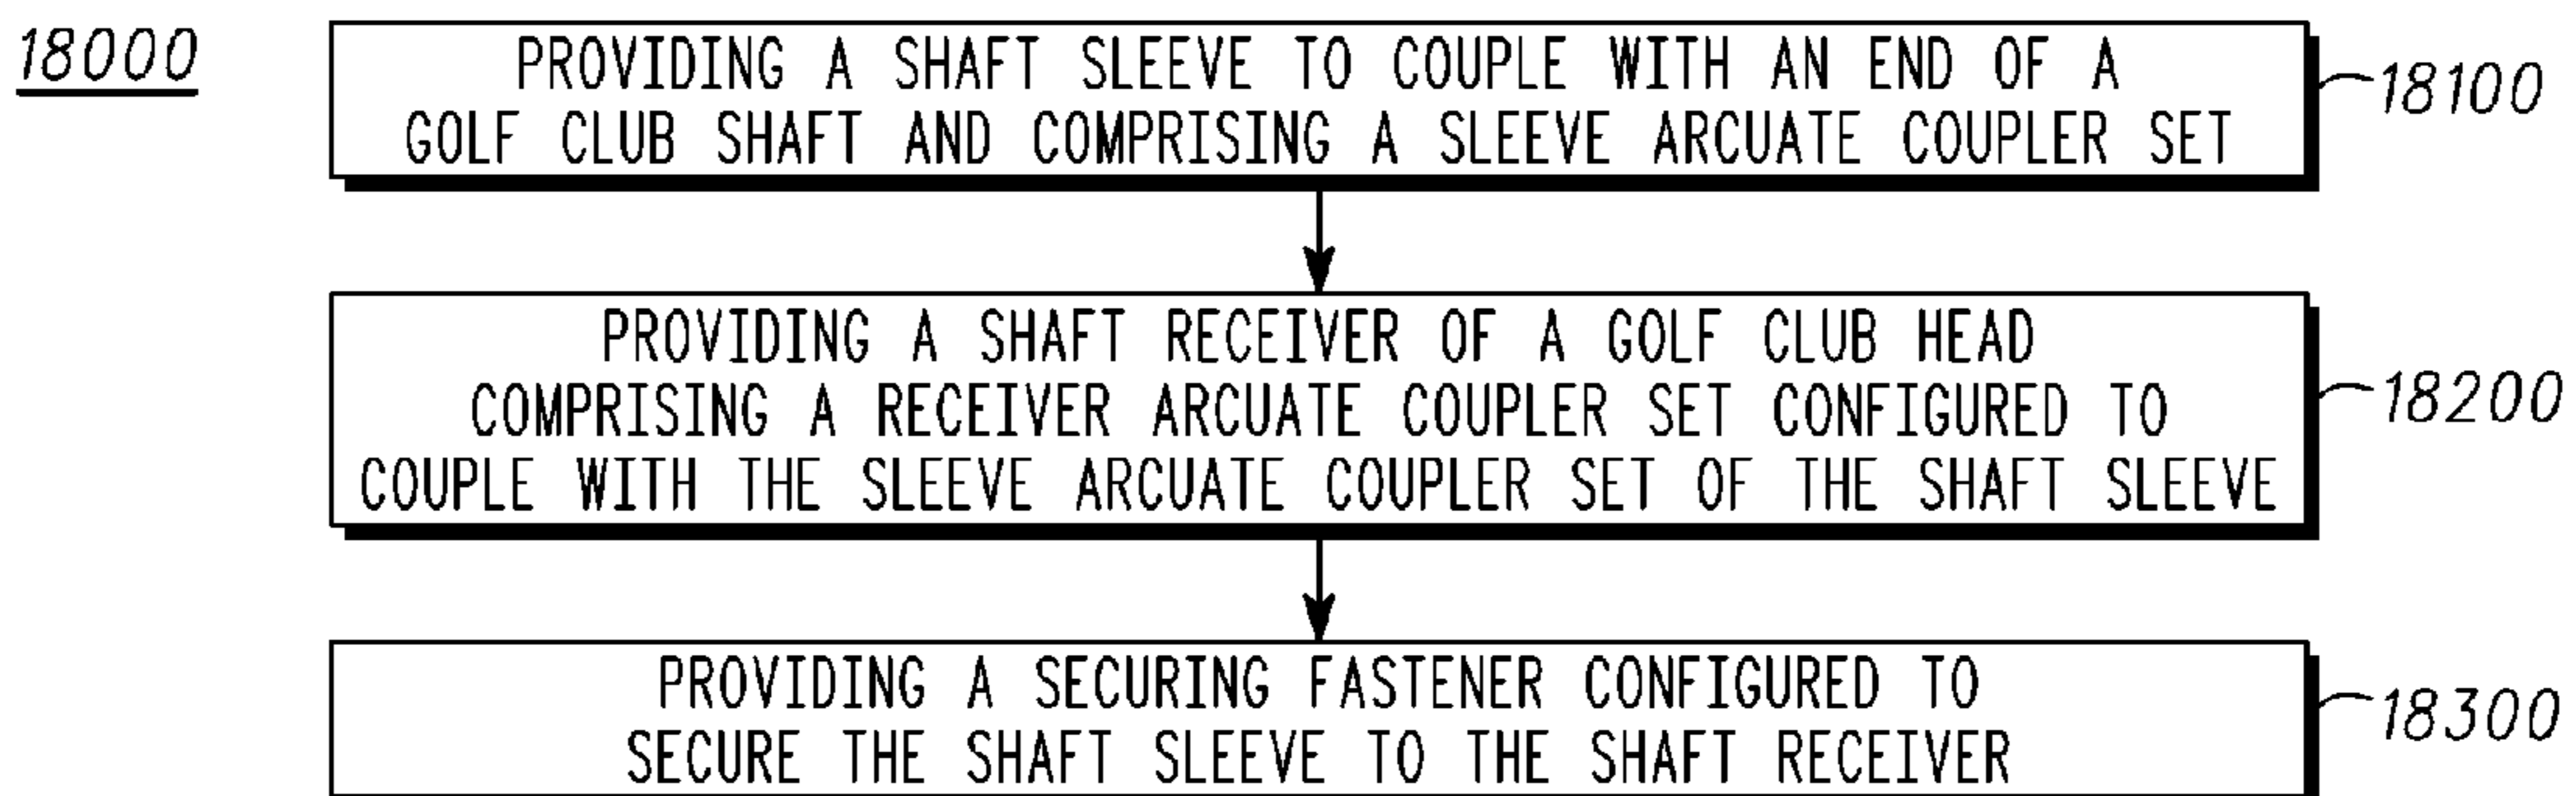 18000
PROVIDING A SHAFT SLEEVE TO COUPLE WITH AN END OF A
GOLF CLUB SHAFT AND COMPRISING A SLEEVE ARCUATE COUPLER SET
18100
PROVIDING A SHAFT RECEIVER OF A GOLF CLUB HEAD
COMPRISING A RECEIVER ARCUATE COUPLER SET CONFIGURED TO
COUPLE WITH THE SLEEVE ARCUATE COUPLER SET OF THE SHAFT SLEEVE
18200
PROVIDING A SECURING FASTENER CONFIGURED TO
SECURE THE SHAFT SLEEVE TO THE SHAFT RECEIVER
18300